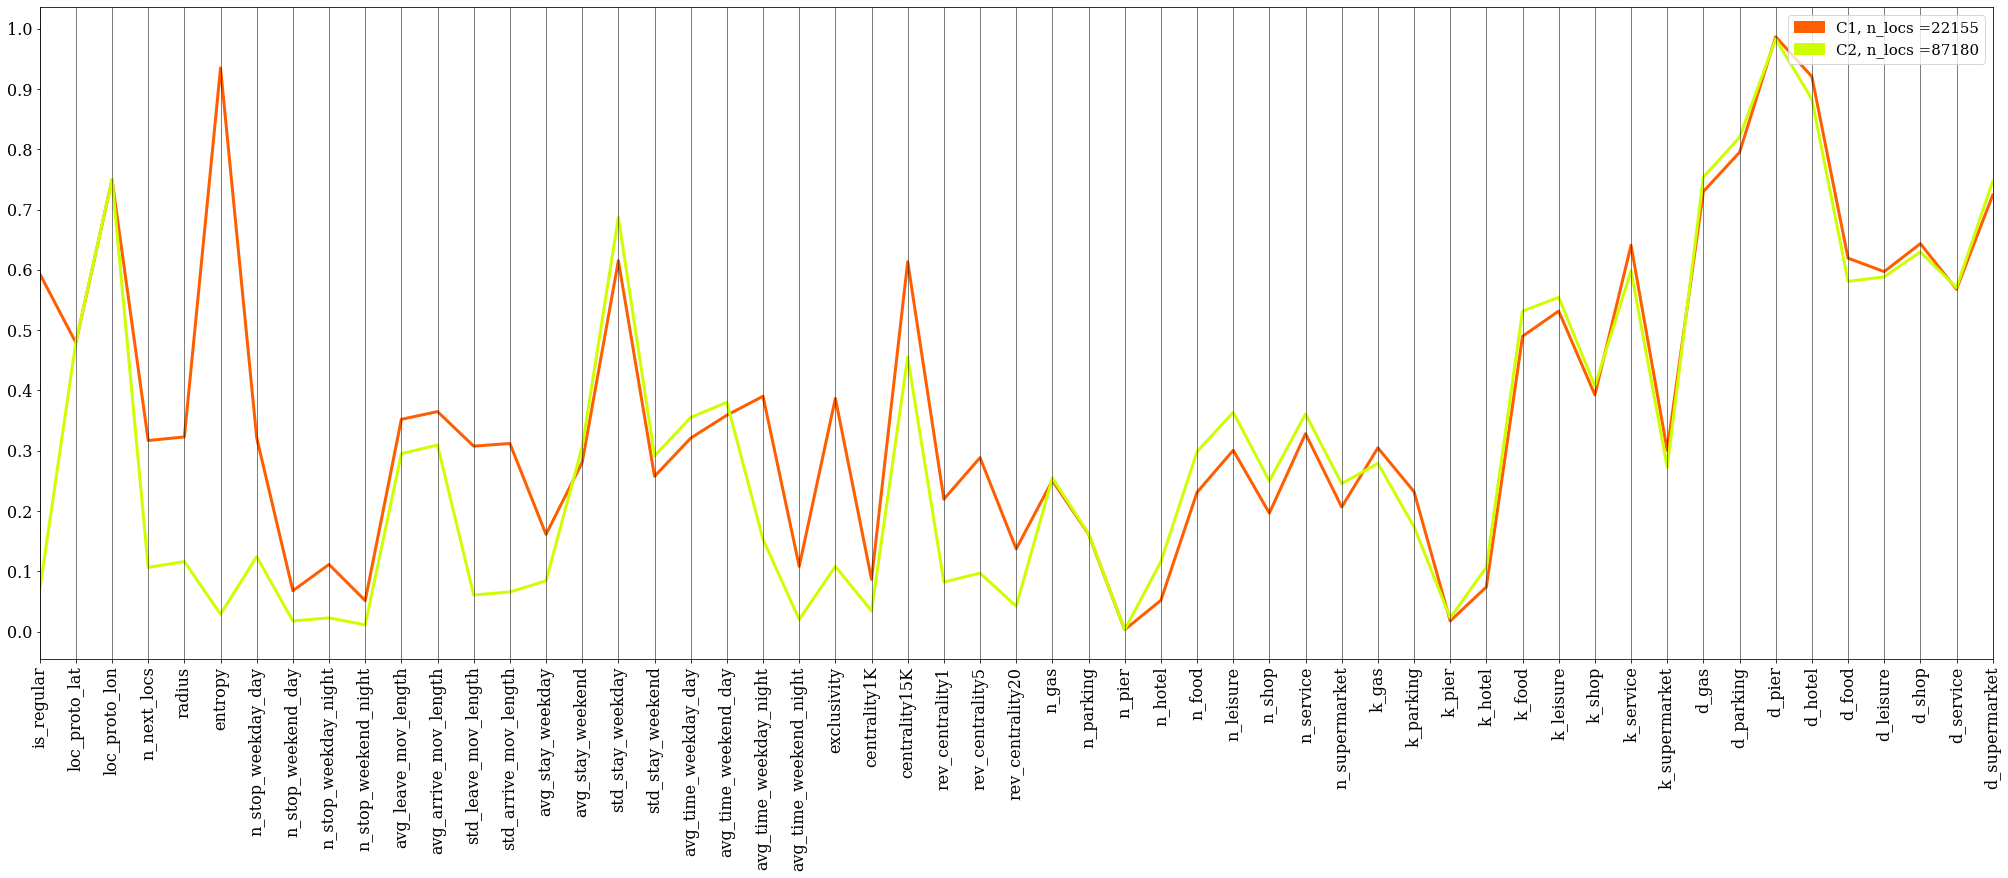 1.0
0.9
0.8
0.7
0.6
0.5
0.4
0.3
0.2
0.1
0.0
C1, n_locs =22155
C2, n_locs =87180
is_regular
loc_proto_lat
loc_proto_lon
n_next_locs
radius
entropy
n_stop_weekday_day
n_stop_weekend_day
n_stop_weekday_night
n_stop_weekend_night
avg_leave_mov_length
avg_arrive_mov_length
std_leave_mov_length
std_arrive_mov_length
avg_stay_weekday
avg_stay_weekend
std_stay_weekday
std_stay_weekend
avg_time_weekday_day
avg_time_weekend_day
avg_time_weekday_night
avg_time_weekend_night
exclusivity
centrality1K
centrality15K
rev_centrality1
rev_centrality5
rev_centrality20
n_gas
n_parking
n_pier
n_hotel
n_food
n_leisure
n_shop
n_service
n_supermarket
k_gas
k_parking
k_pier
k_hotel
k_food
k_leisure
k_shop
k_service
k_supermarket
d_gas
d_parking
d_pier
d_hotel
d_food
d_leisure
d_shop
d_service
d_supermarket